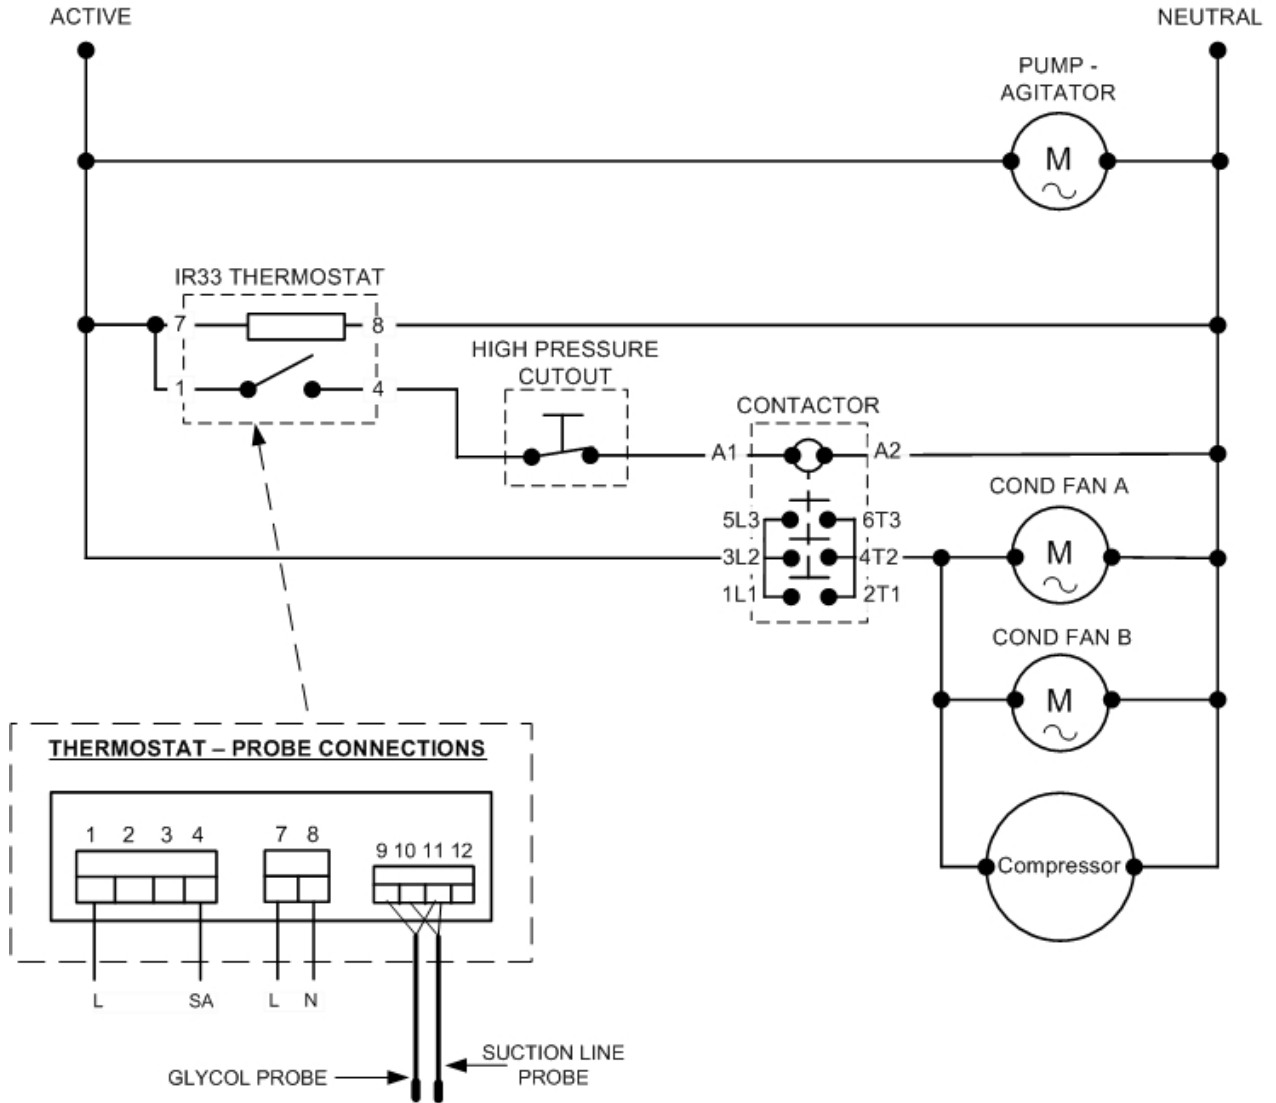 ACTIVE
NEUTRAL
PUMP -
AGITATOR
M
IR33 THERMOSTAT
7
8
1
4
HIGH PRESSURE
CUTOUT
CONTACTOR
A1
A2
5L3
6T3
3L2
4T2
1L1
2T1
COND FAN A
M
COND FAN B
M
Compressor
THERMOSTAT – PROBE CONNECTIONS
1 2 3 4
7 8
9 10 11 12
L
SA
L N
GLYCOL PROBE
SUCTION LINE
PROBE